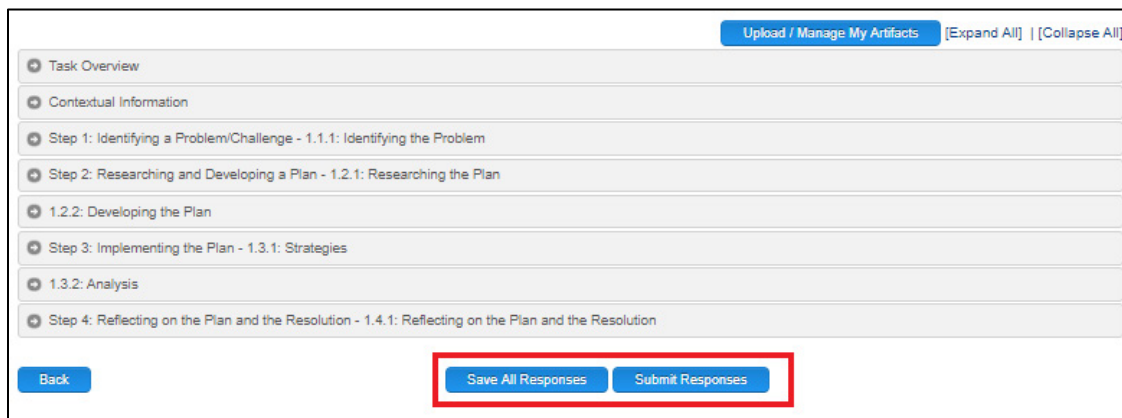 Upload / Manage My Artifacts [Expand All] | [Collapse All]
Task Overview
Contextual Information
Step 1: Identifying a Problem/Challenge - 1.1.1: Identifying the Problem
Step 2: Researching and Developing a Plan - 1.2.1: Researching the Plan
1.2.2: Developing the Plan
Step 3: Implementing the Plan - 1.3.1: Strategies
1.3.2: Analysis
Step 4: Reflecting on the Plan and the Resolution - 1.4.1: Reflecting on the Plan and the Resolution
Back Save All Responses Submit Responses